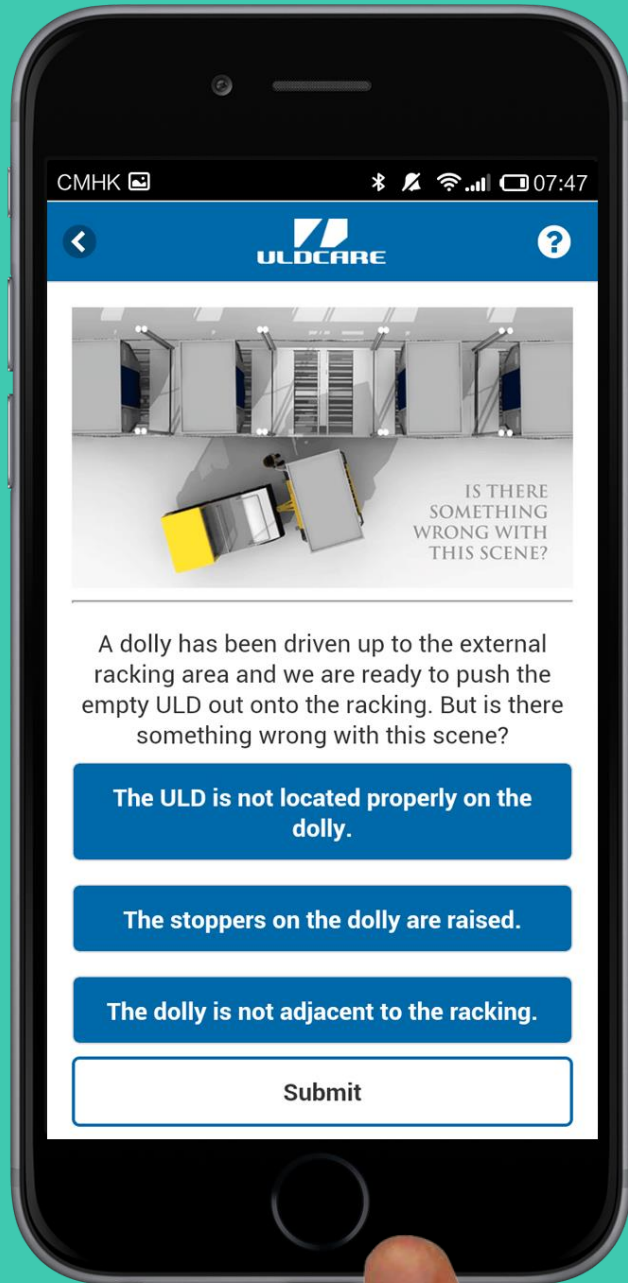 CMHK 07:47
ULDCARE
IS THERE
SOMETHING
WRONG WITH
THIS SCENE?
A dolly has been driven up to the external
racking area and we are ready to push the
empty ULD out onto the racking. But is there
something wrong with this scene?
The ULD is not located properly on the
dolly.
The stoppers on the dolly are raised.
The dolly is not adjacent to the racking.
Submit